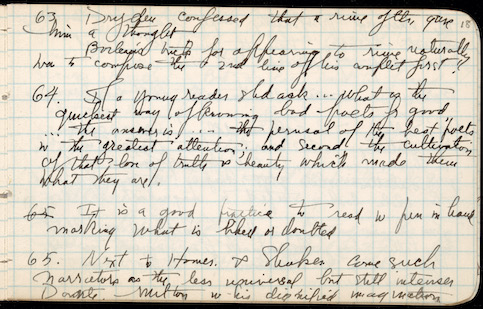 63. Dryden confessed that a rime often gave 18
him a thought
Boileau's trick for appearing to rime naturally
was to compose the 2nd line of his couplet first!
64. If a young reader shd ask... what is the
quickest way of knowing bad poets fr good
... the answer is ... the perusal of the best poets
w the greatest attention. and second the cultivation
of that love of truth & beauty which made them
what they are.
65 It is a good practice to read w pen in hand
marking what is liked or doubted
65. Next to Homer & Shakes come such
narrators as the less universal but still intenser
Dante. Milton w his dignified imagination